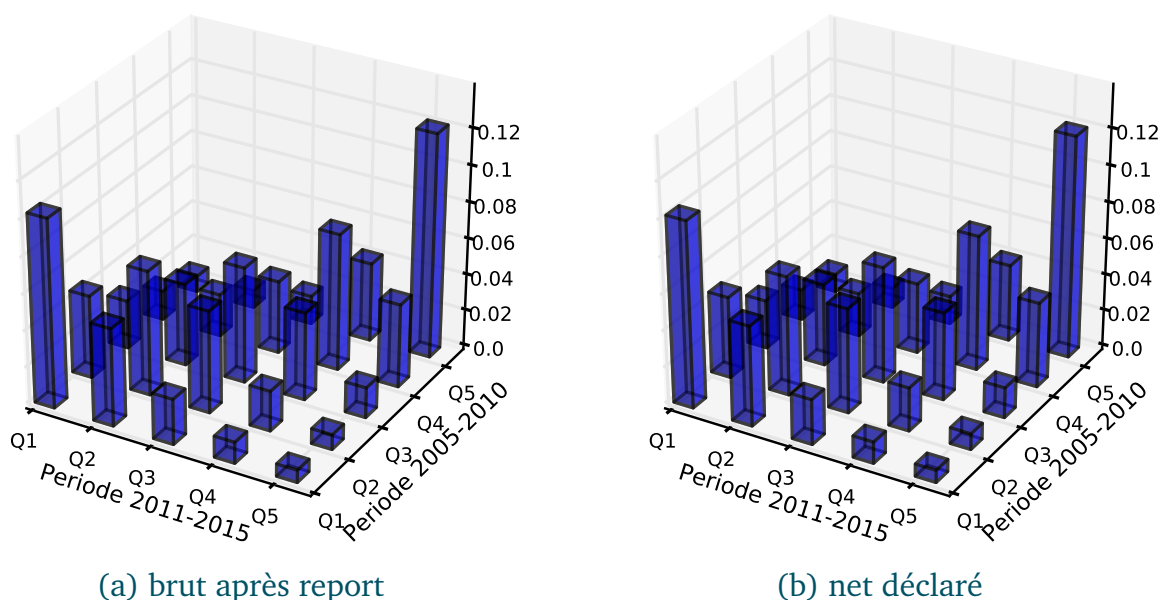 0.12
0.1
0.08
0.06
0.04
0.02
0.0
Q1
Q2
Q3
Q4
Q5
Periode 2011-2015
Q1
Q2
Q3
Q4
Q5
Periode 2005-2010
(a) brut après report
0.12
0.1
0.08
0.06
0.04
0.02
0.0
Q1
Q2
Q3
Q4
Q5
Periode 2011-2015
Q1
Q2
Q3
Q4
Q5
Periode 2005-2010
(b) net déclaré